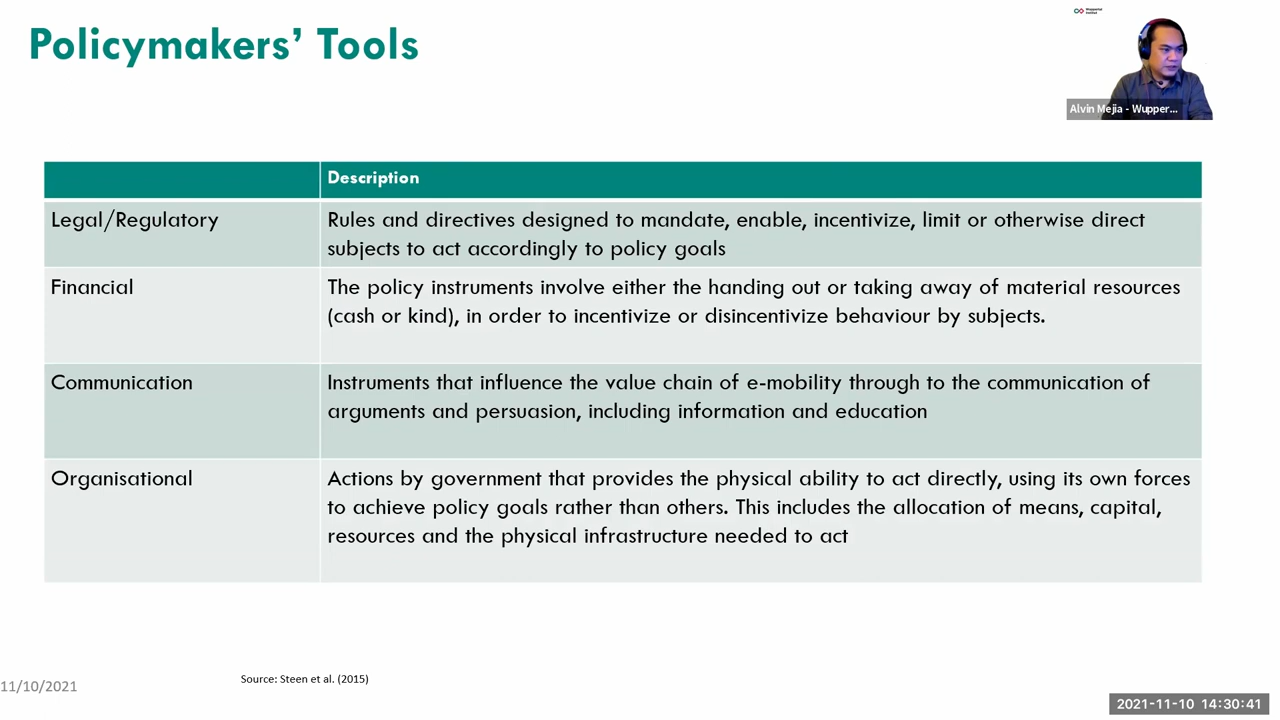 Policymakers' Tools
Wuppertal
Institut
Alvin Mejia - Wupper...
Description
Legal/Regulatory
Rules and directives designed to mandate, enable, incentivize, limit or otherwise direct
subjects to act accordingly to policy goals
Financial
The policy instruments involve either the handing out or taking away of material resources
(cash or kind), in order to incentivize or disincentivize behaviour by subjects.
Communication
Instruments that influence the value chain of e-mobility through to the communication of
arguments and persuasion, including information and education
Organisational
Actions by government that provides the physical ability to act directly, using its own forces
to achieve policy goals rather than others. This includes the allocation of means, capital,
resources and the physical infrastructure needed to act
Source: Steen et al. (2015)
11/10/2021
2021-11-10 14:30:41